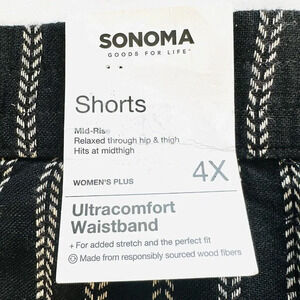 SONOMA
GOODS FOR LIFE
Shorts
Mid-Rise
Relaxed through hip & thigh
Hits at midthigh
WOMEN'S PLUS
4X
Ultracomfort
Waistband
+ For added stretch and the perfect fit
Made from responsibly sourced wood fibers